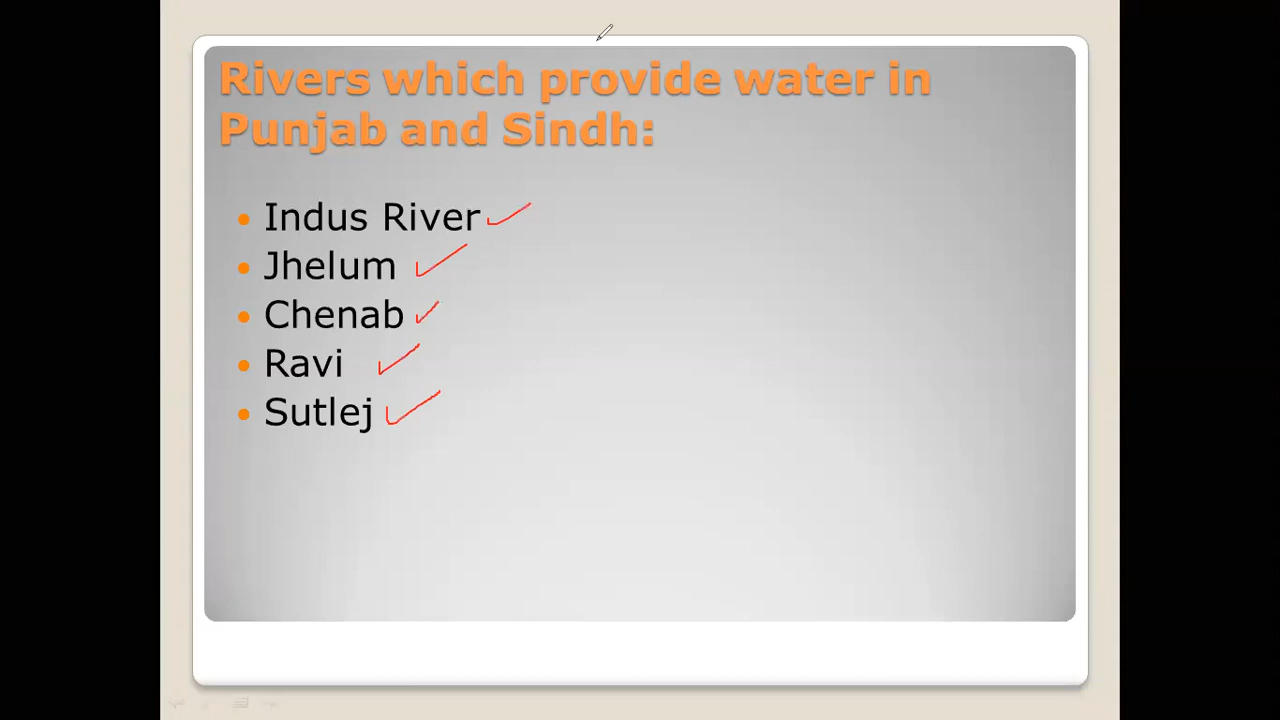 Rivers which provide water in
Punjab and Sindh:
Indus River
Jhelum
Chenab
Ravi
Sutlej